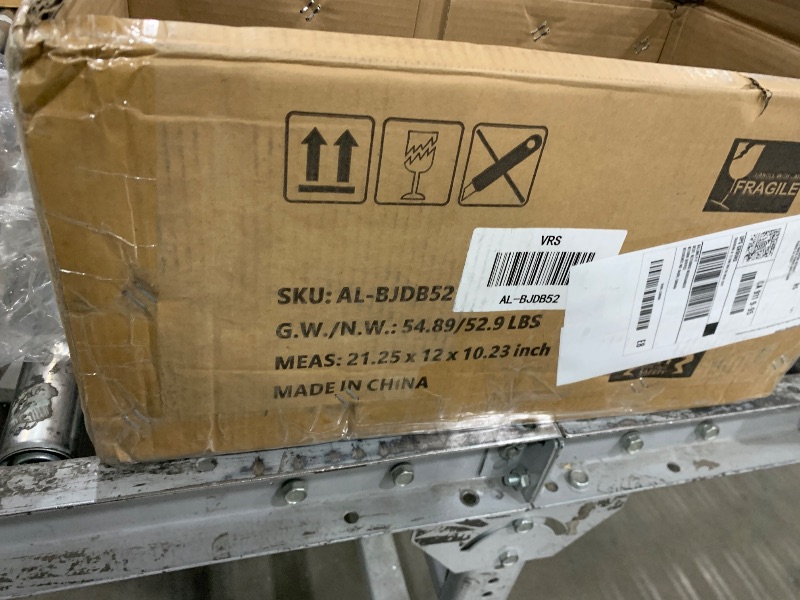 FRAGILE
VRS
AL-BJDB52
SKU: AL-BJDB52
G.W./N.W.: 54.89/52.9 LBS
MEAS: 21.25 x 12 x 10.23 inch
MADE IN CHINA